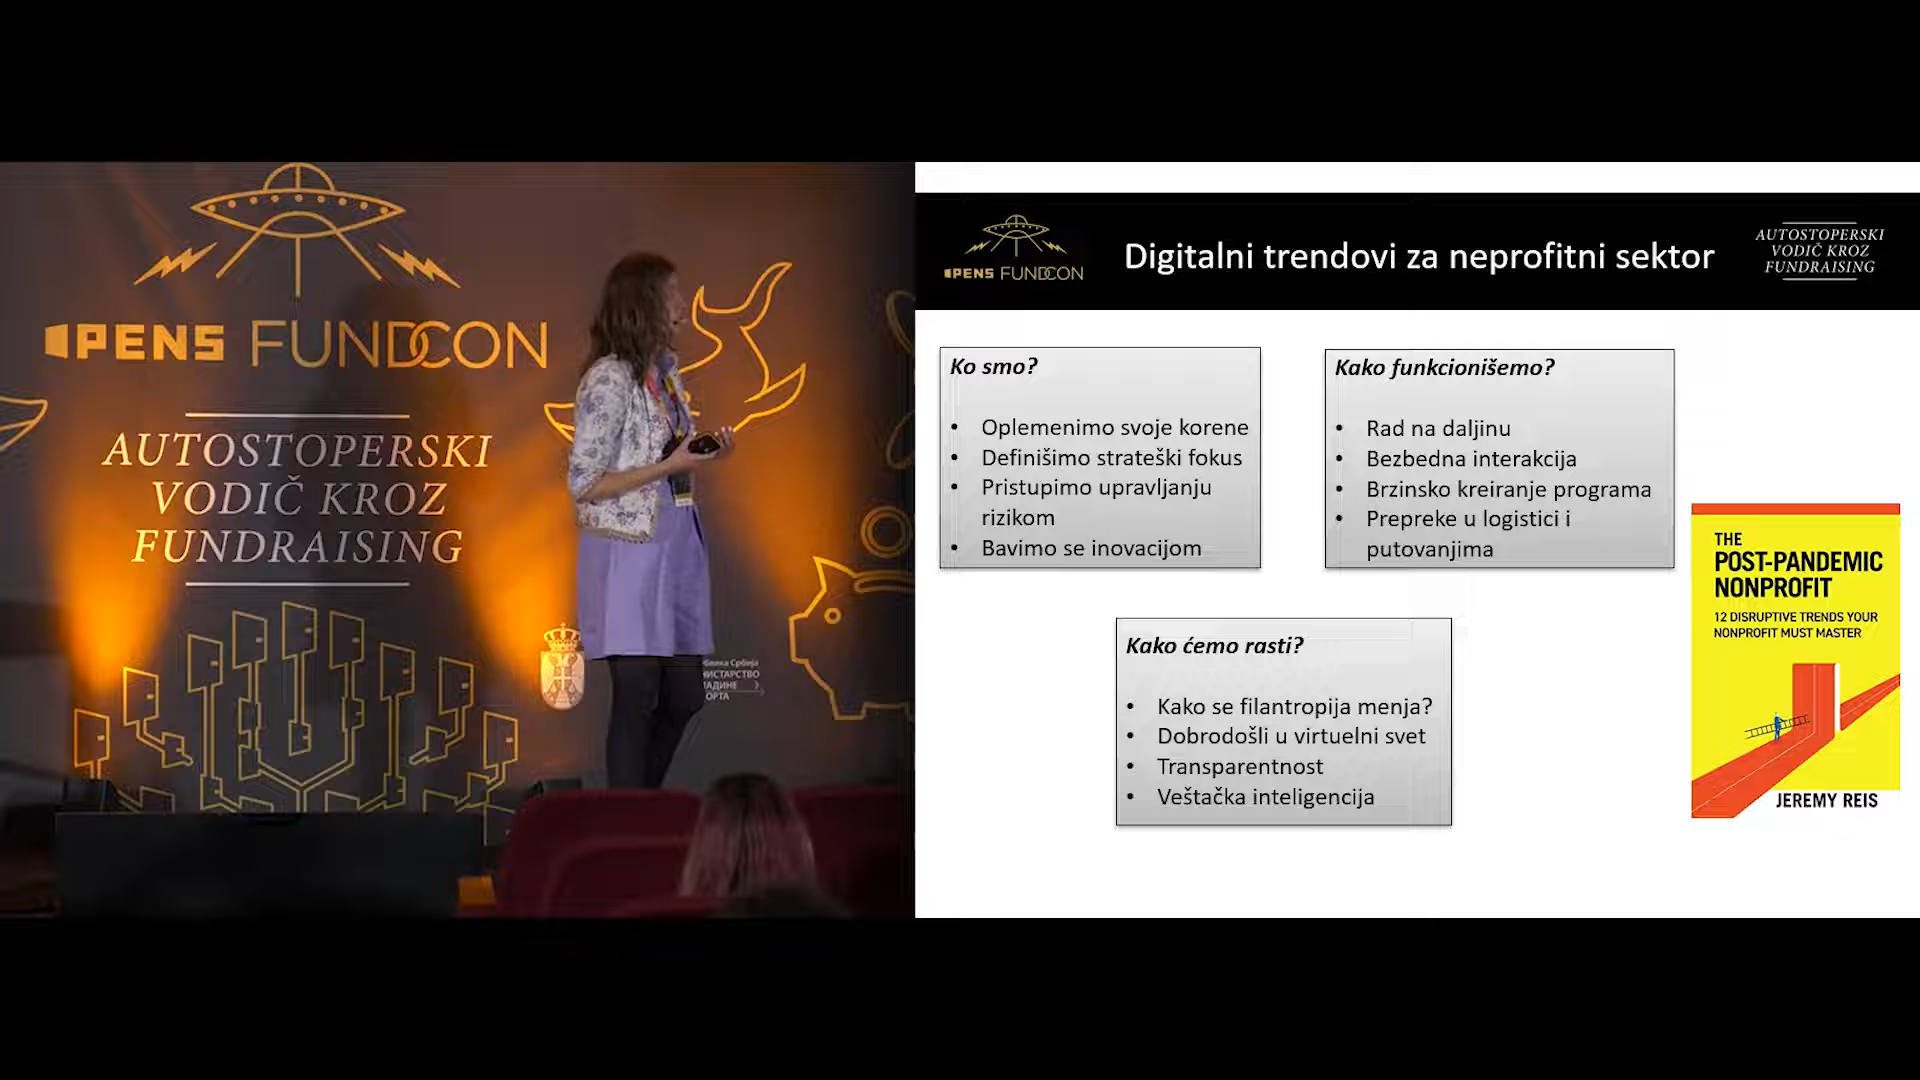 OPENS FUNDCON
AUTOSTOPERSKI
VODIČ KROZ
FUNDRAISING
МЛАДИНЕ
OPENS FUNDCON
Digitalni trendovi za neprofitni sektor
AUTOSTOPERSKI
VODIČ KROZ
FUNDRAISING
Ko smo?
• Oplemenimo svoje korene
• Definišimo strateški fokus
• Pristupimo upravljanju
rizikom
• Bavimo se inovacijom
Kako funkcionišemo?
• Rad na daljinu
• Bezbedna interakcija
• Brzinsko kreiranje programa
• Prepreke u logistici i
putovanjima
Kako ćemo rasti?
• Kako se filantropija menja?
• Dobrodošli u virtuelni svet
• Transparentnost
• Veštačka inteligencija
THE
POST-PANDEMIC
NONPROFIT
12 DISRUPTIVE TRENDS YOUR
NONPROFIT MUST MASTER
JEREMY REIS